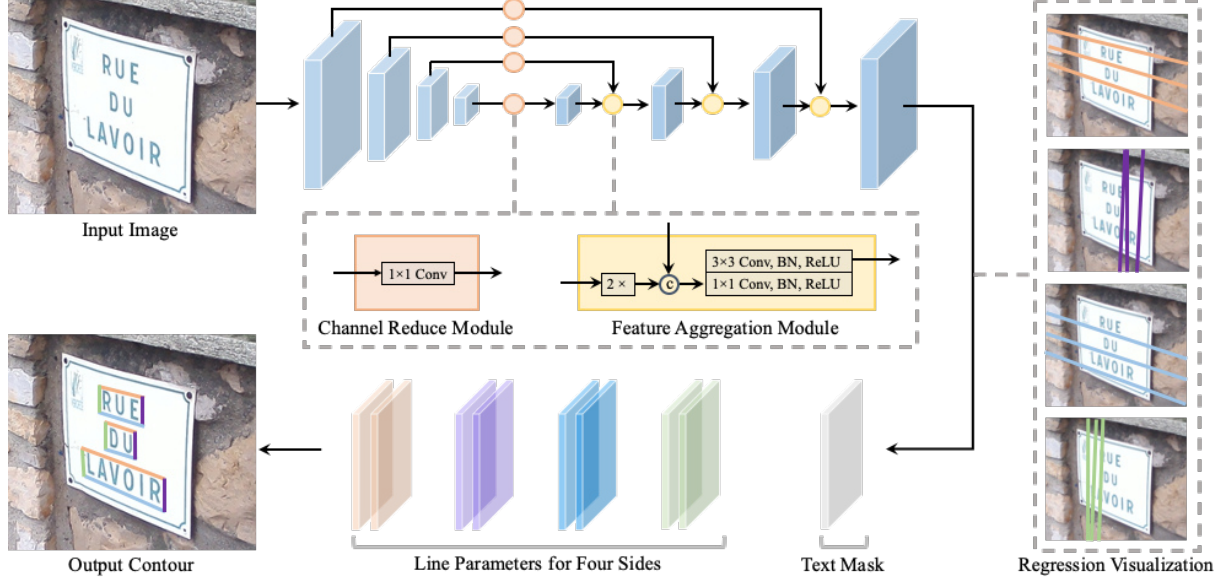 RUE
DU
LAVOIR
Input Image
1×1 Conv
Channel Reduce Module
2 ×
C
3×3 Conv, BN, ReLU
1×1 Conv, BN, ReLU
Feature Aggregation Module
RUE
DU
LAVOIR
Output Contour
Line Parameters for Four Sides
Text Mask
RUE
DU
LAVOIR
RUE
DU
LAVOIR
RUE
DU
LAVOIR
RUE
DU
LAVOIR
Regression Visualization